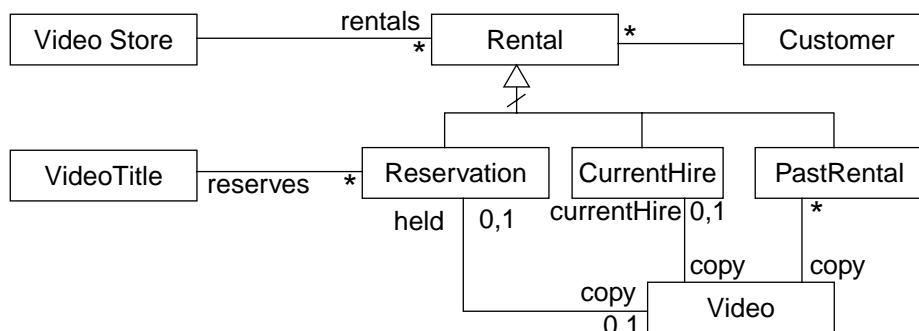 rentals
Video Store
*
Rental
*
Customer
VideoTitle
reserves
*
Reservation
CurrentHire
PastRental
held
0,1
currentHire
0,1
*
copy
copy
copy
0,1
Video